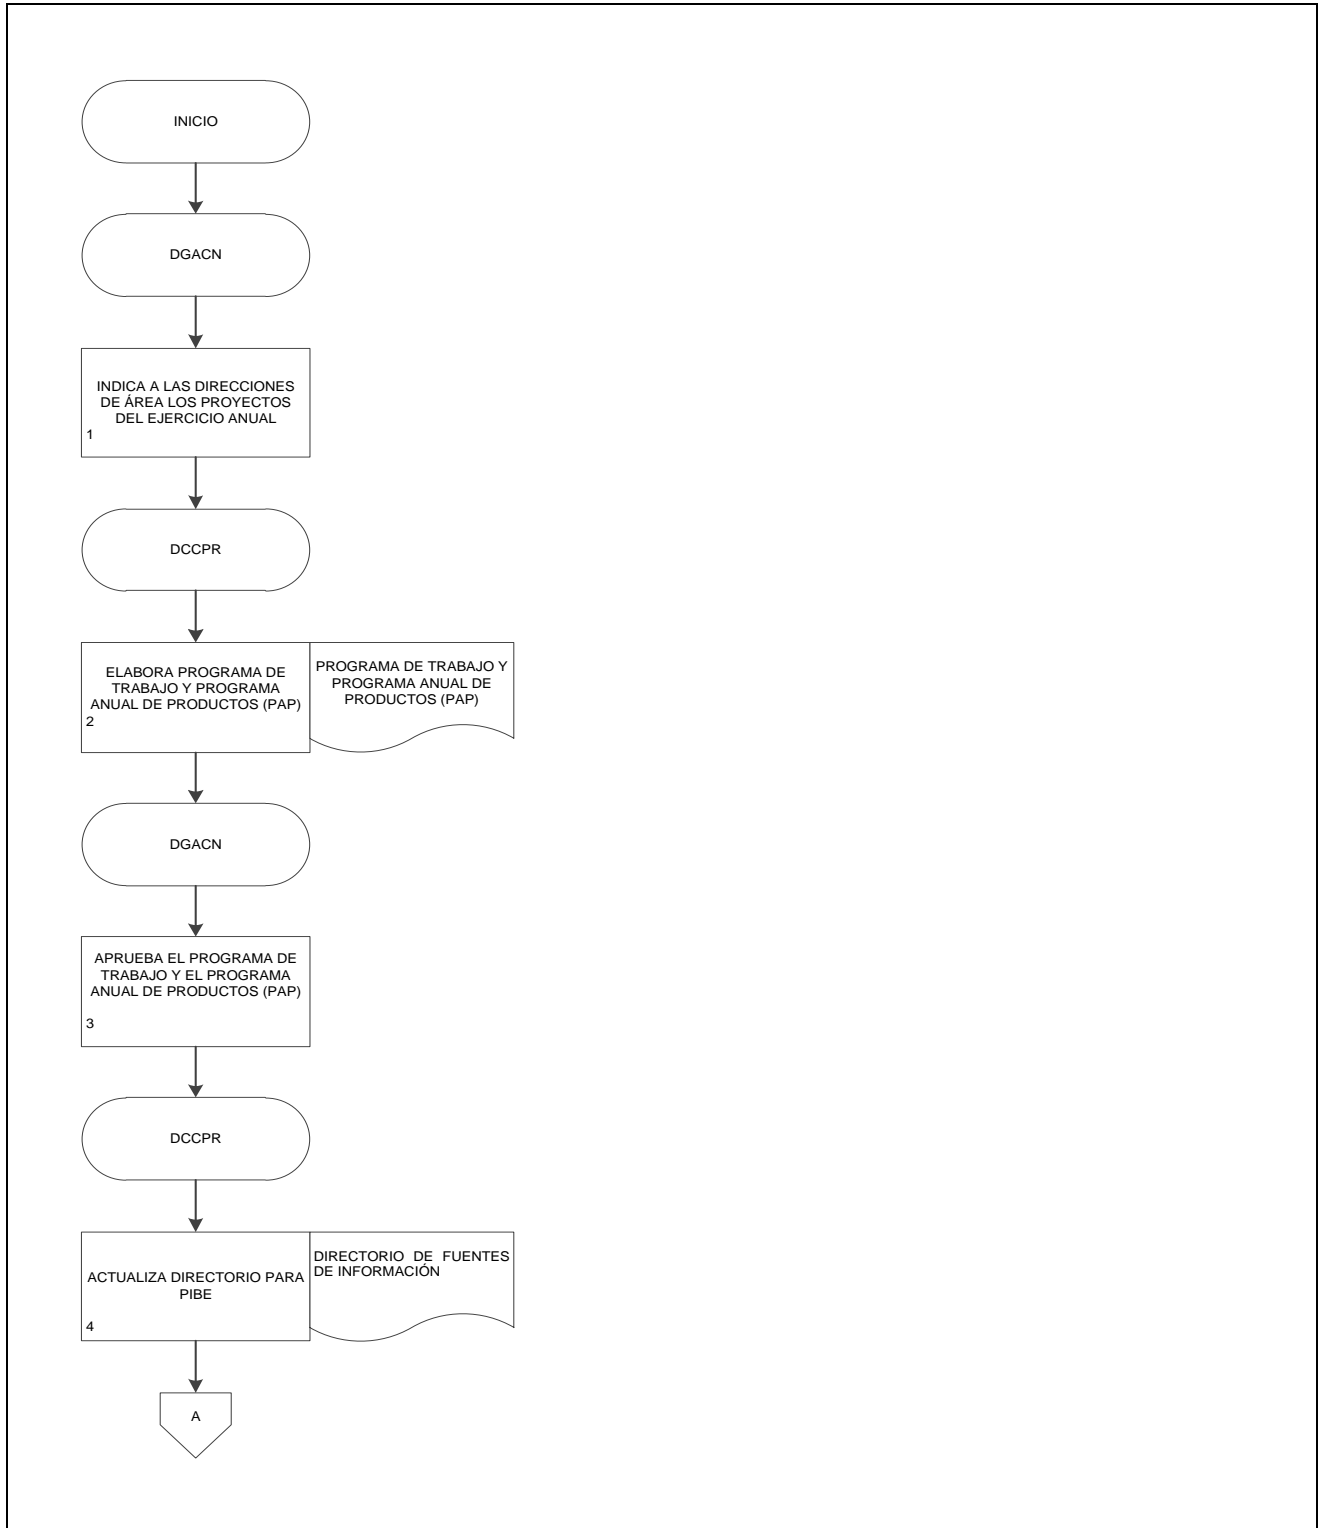 INICIO
DGACN
INDICA A LAS DIRECCIONES
DE ÁREA LOS PROYECTOS
DEL EJERCICIO ANUAL
1
DCCPR
ELABORA PROGRAMA DE
TRABAJO Y PROGRAMA
ANUAL DE PRODUCTOS (PAP)
2
PROGRAMA DE TRABAJO Y
PROGRAMA ANUAL DE
PRODUCTOS (PAP)
DGACN
APRUEBA EL PROGRAMA DE
TRABAJO Y EL PROGRAMA
ANUAL DE PRODUCTOS (PAP)
3
DCCPR
ACTUALIZA DIRECTORIO PARA
PIBE
4
DIRECTORIO DE FUENTES
DE INFORMACIÓN
A